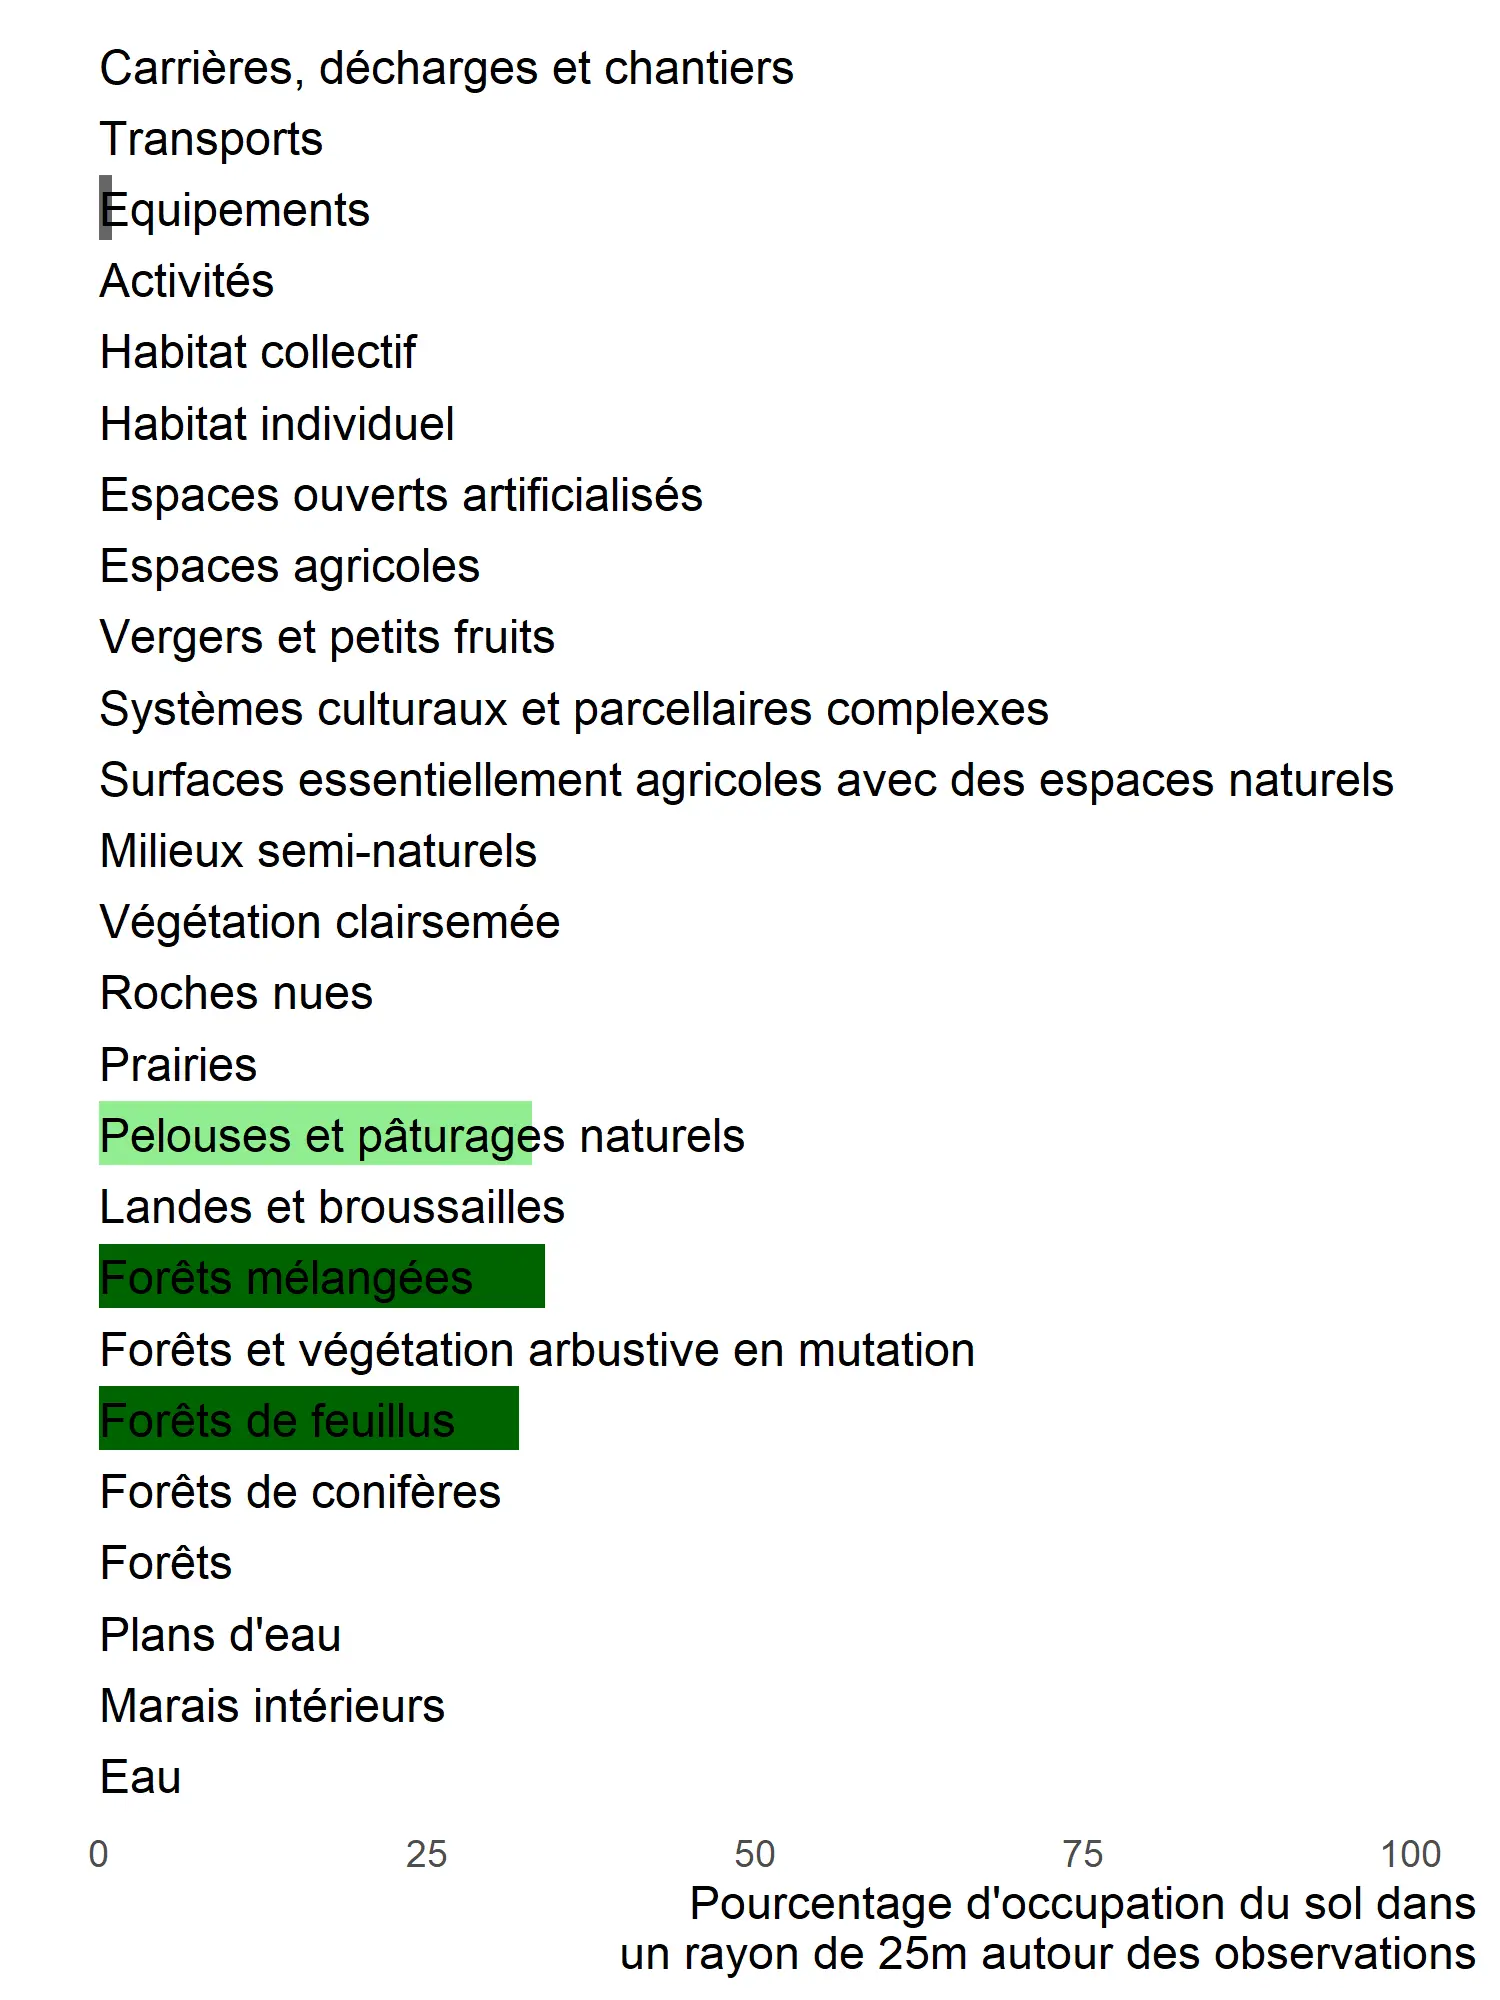 Carrières, décharges et chantiers
Transports
Equipements
Activités
Habitat collectif
Habitat individuel
Espaces ouverts artificialisés
Espaces agricoles
Vergers et petits fruits
Systèmes culturaux et parcellaires complexes
Surfaces essentiellement agricoles avec des espaces naturels
Milieux semi-naturels
Végétation clairsemée
Roches nues
Prairies
Pelouses et pâturages naturels
Landes et broussailles
Forêts mélangées
Forêts et végétation arbustive en mutation
Forêts de feuillus
Forêts de conifères
Forêts
Plans d'eau
Marais intérieurs
Eau
0 25 50 75 100
Pourcentage d'occupation du sol dans
un rayon de 25m autour des observations